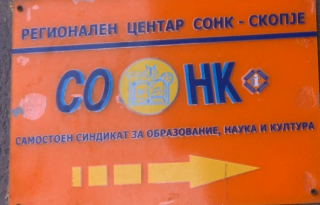 РЕГИОНАЛЕН ЦЕНТАР СОНК - СКОПЈЕ
СО НК
САМОСТОЕН СИНДИКАТ ЗА ОБРАЗОВАНИЕ, НАУКА И КУЛТУРА